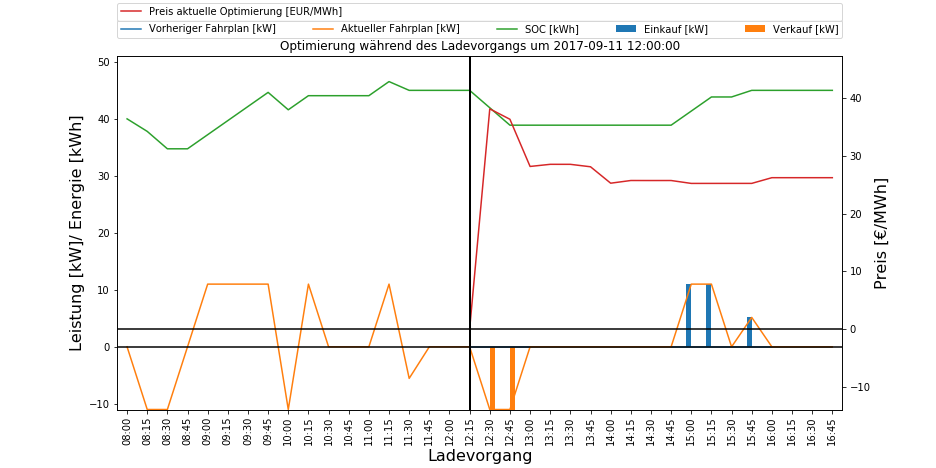 Preis aktuelle Optimierung [EUR/MWh]
Vorheriger Fahrplan [kW] Aktueller Fahrplan [kW] SOC [kWh] Einkauf [kW] Verkauf [kW]
Optimierung während des Ladevorgangs um 2017-09-11 12:00:00
Leistung [kW]/ Energie [kWh]
50
40
30
20
10
0
−10
40
30
20
10
0
−10
Preis [€/MWh]
08:00 08:15 08:30 08:45 09:00 09:15 09:30 09:45 10:00 10:15 10:30 10:45 11:00 11:15 11:30 11:45 12:00 12:15 12:30 12:45 13:00 13:15 13:30 13:45 14:00 14:15 14:30 14:45 15:00 15:15 15:30 15:45 16:00 16:15 16:30 16:45
Ladevorgang